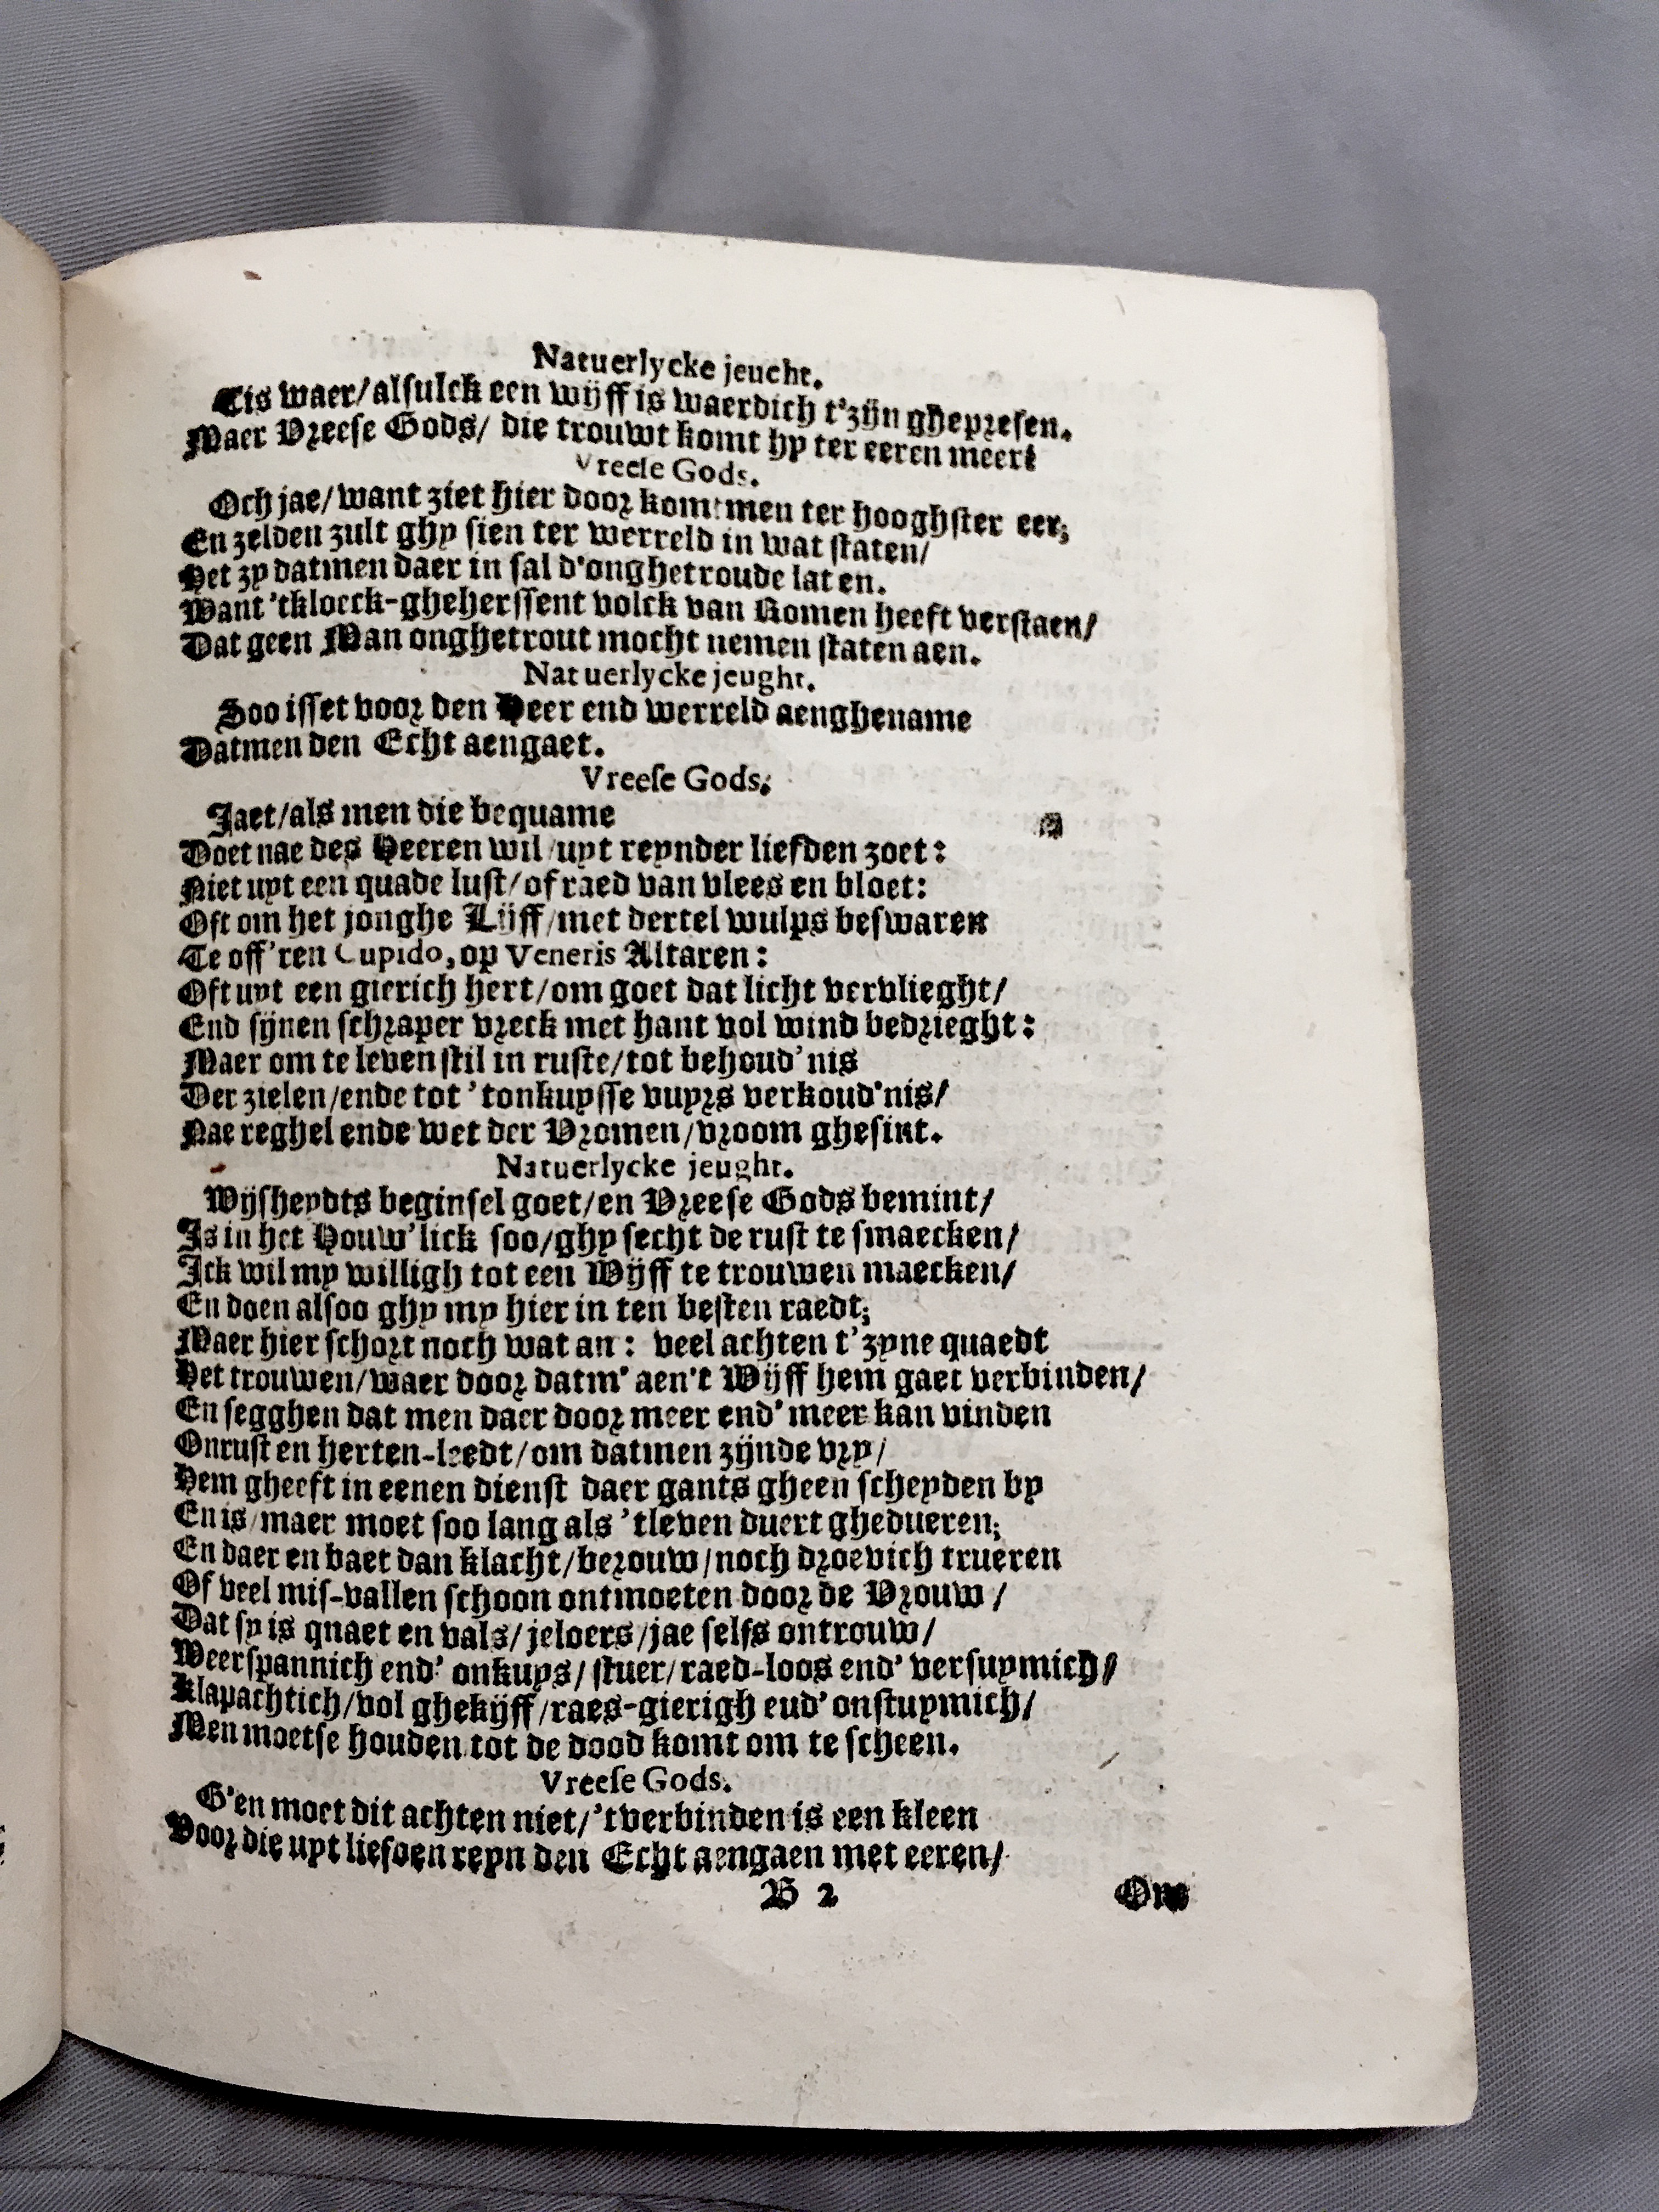 Natuerlycke jeucht.
Tis waer/alsulck een wijff is waerdich t'zijn ghepresen.
Maer Vreese Gods/ die trouwt komt hy ter eeren meer?
Vreese Gods.
Och jae/want ziet hier door kom men ter hooghster eer;
En zelden zult ghy sien ter werreld in wat staten/
Het zy datmen daer in sal d'onghetroude laten.
Want 'tkloeck-gheherssent volck van Romen heeft verstaen/
Dat geen Man onghetrout mocht nemen staten aen.
Natuerlycke jeught.
Soo isset voor den Heer end werreld aenghename
Datmen den Echt aengaet.
Vreese Gods.
Jaet/als men die bequame
Doet nae des Heeren wil/uyt reynder liefden zoet:
Niet uyt een quade lust/of raed van vlees en bloet:
Oft om het jonghe Lijff/met dertel wulps beswaren
Te off'ren Cupido, op Veneris Altaren:
Oft uyt een gierich hert/om goet dat licht vervlieght/
End sijnen schraper vreck met hant vol wind bedrieght:
Maer om te leven stil in ruste/tot behoud'nis
Der zielen/ende tot 'tonkuysse vuyrs verkoud'nis/
Nae reghel ende wet der Vromen/vroom ghesint.
Natuerlycke jeught.
Wijsheydts beginsel goet/en Vreese Gods bemint/
Is in het Houw'lick soo/ghy secht de rust te smaecken/
Ick wil my willigh tot een Wijff te trouwen maecken/
En doen alsoo ghy my hier in ten besten raedt;
Maer hier schort noch wat an: veel achten t'zyne quaedt
Het trouwen/waer door datm' aen't Wijff hem gaet verbinden/
En segghen dat men daer door meer end' meer kan vinden
Onrust en herten-leedt/om datmen zijnde vry/
Hem gheeft in eenen dienst daer gants gheen scheyden by
En is/maer moet soo lang als 'tleven duert ghedueren;
En daer en baet dan klacht/berouw/noch droevich trueren
Of veel mis-vallen schoon ontmoeten door de Vrouw/
Dat sy is quaet en vals/jeloers/jae selfs ontrouw/
Weerspannich end' onkuys/stuer/raed-loos end' versuymich/
Klapachtich/vol ghekijff/raes-gierigh end' onstuymich/
Men moetse houden tot de dood komt om te scheen.
Vreese Gods.
G'en moet dit achten niet/'tverbinden is een kleen
Voor die uyt liefden reyn den Echt aengaen met eeren/
B 2 Om